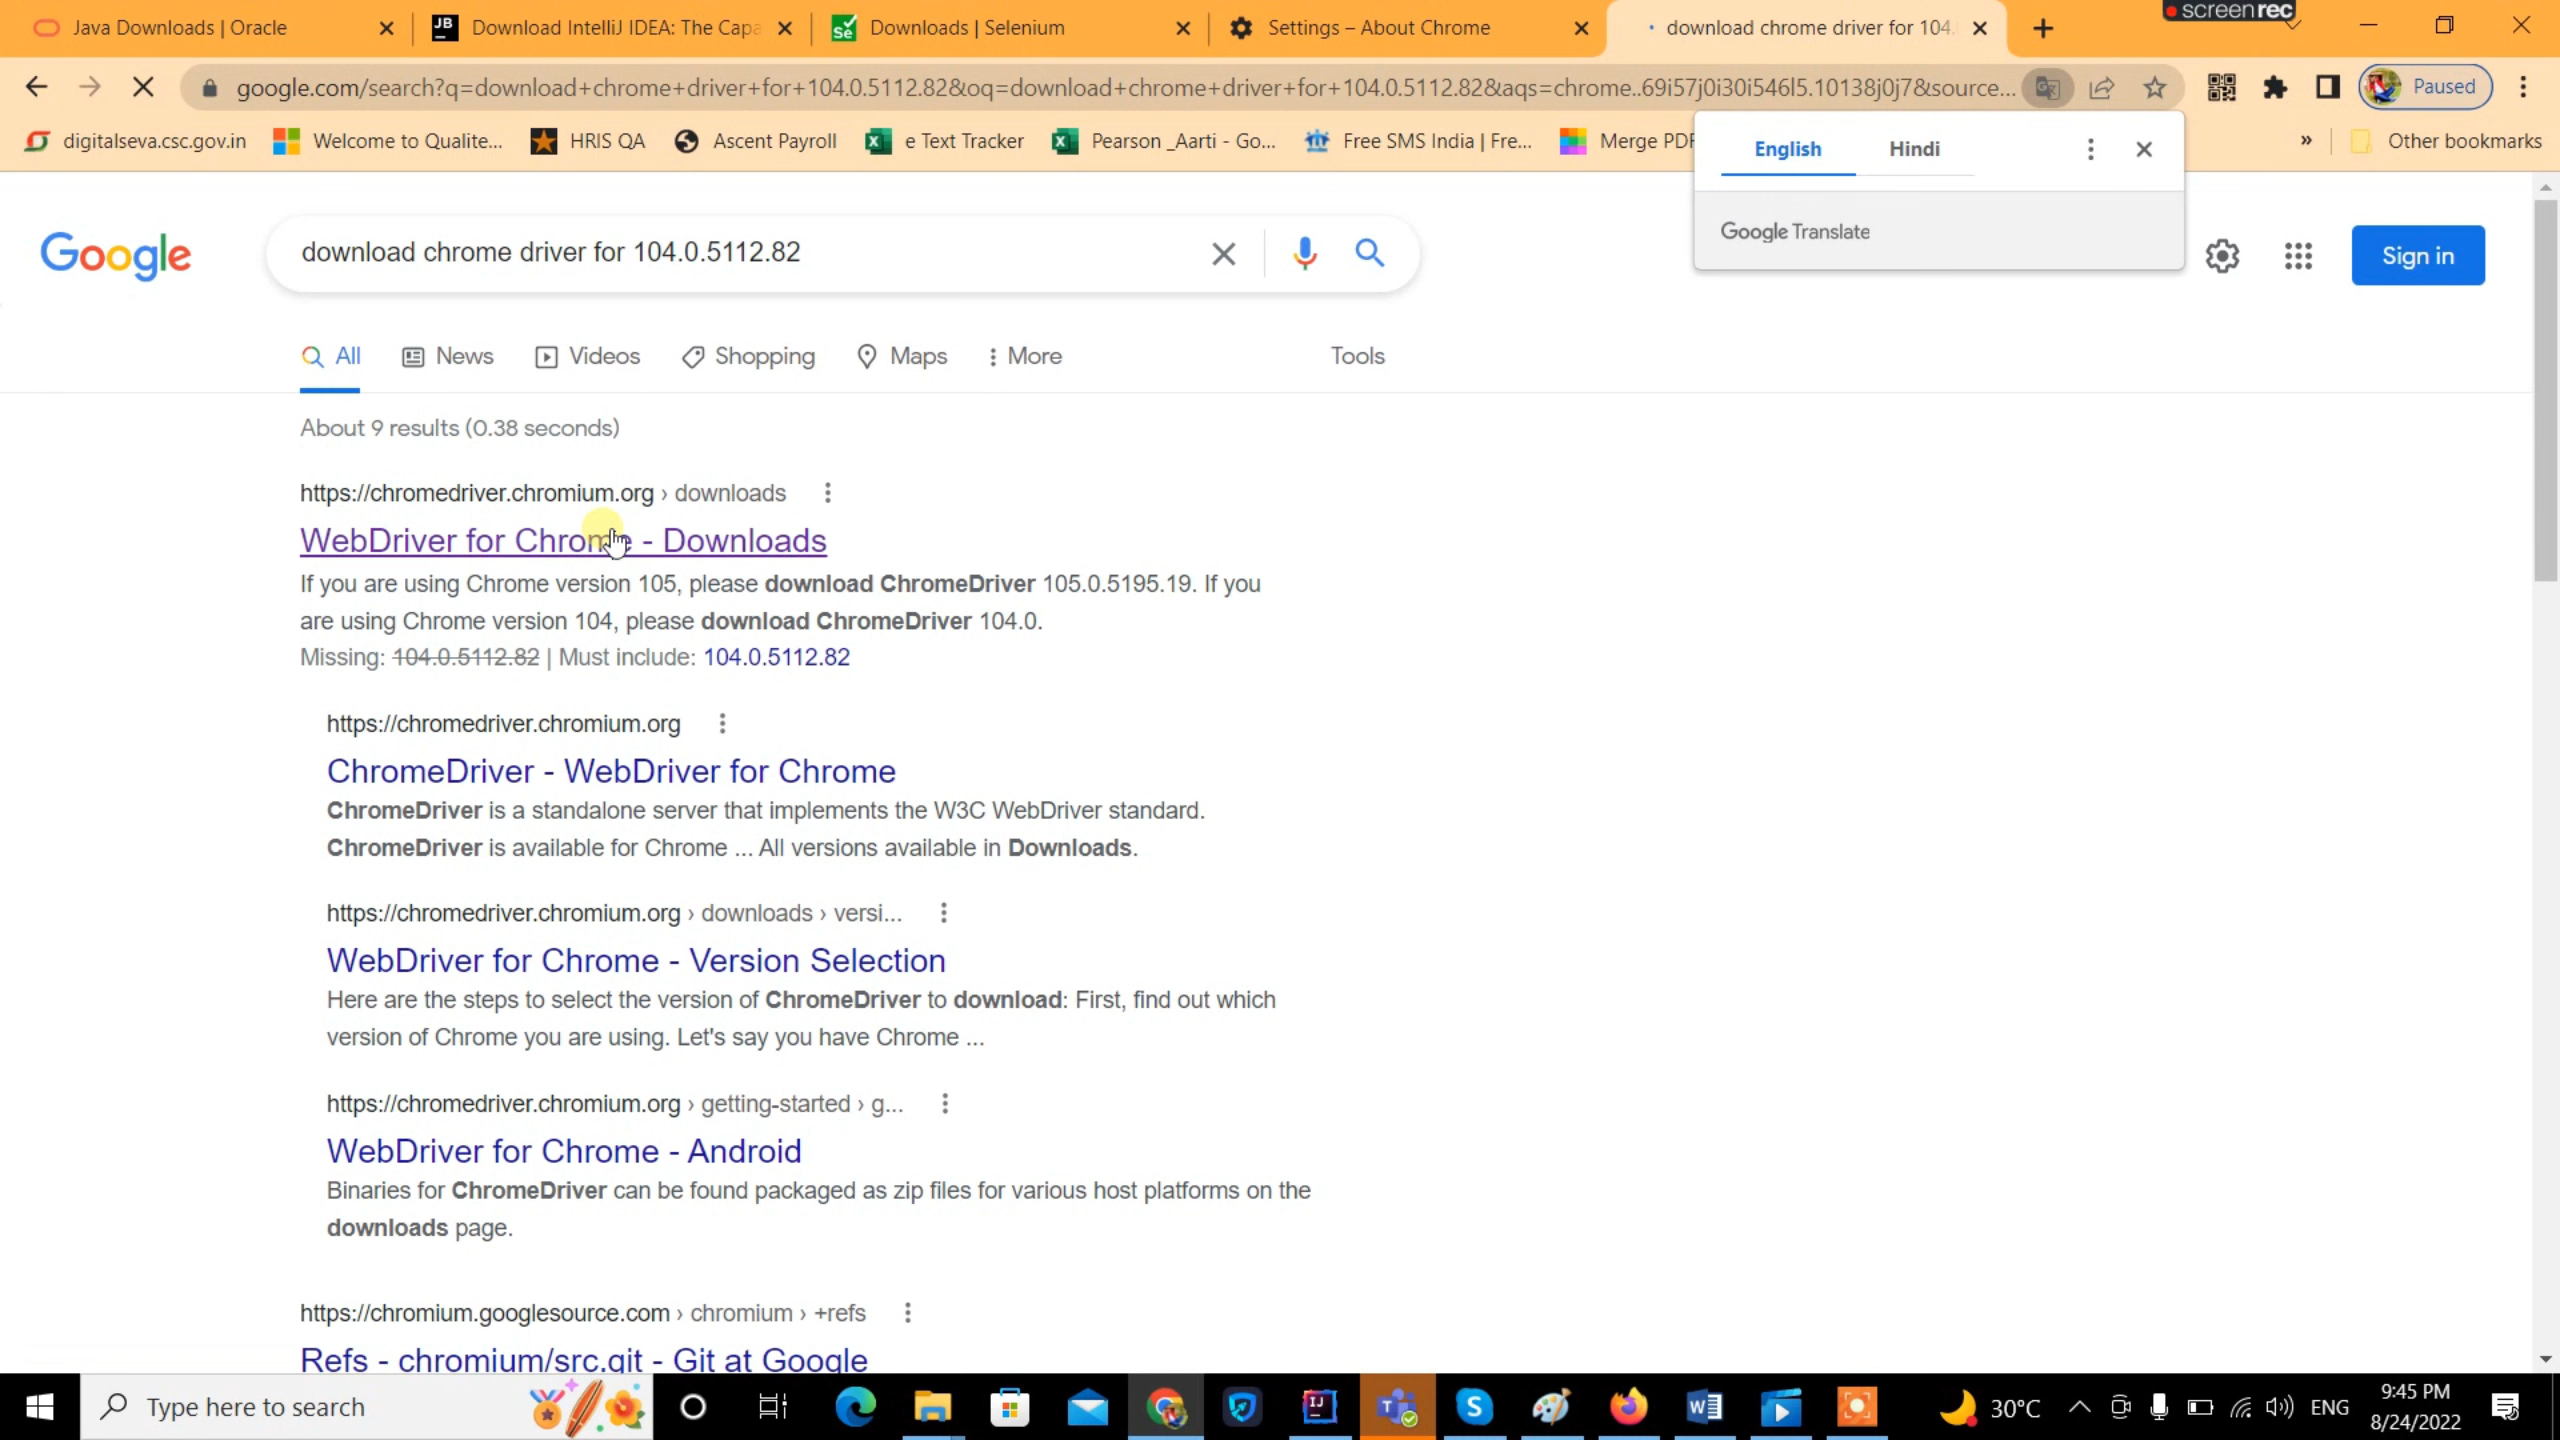 screenrec
Java Downloads | Oracle
JB Download IntelliJ IDEA: The Capa
Se Downloads | Selenium
Settings – About Chrome
download chrome driver for 104.
google.com/search?q=download+chrome+driver+for+104.0.5112.82&oq=download+chrome+driver+for+104.0.5112.82&aqs=chrome..69i57j0i30i546l5.10138j0j7&source...
Paused
digitalseva.csc.gov.in
Welcome to Qualite...
HRIS QA
Ascent Payroll
e Text Tracker
Pearson _Aarti - Go...
Free SMS India | Fre...
Merge PDF
»
Other bookmarks
English
Hindi
Google Translate
Google
download chrome driver for 104.0.5112.82
Sign in
All
News
Videos
Shopping
Maps
More
Tools
About 9 results (0.38 seconds)
https://chromedriver.chromium.org › downloads
WebDriver for Chrome - Downloads
If you are using Chrome version 105, please download ChromeDriver 105.0.5195.19. If you
are using Chrome version 104, please download ChromeDriver 104.0.
Missing: 104.0.5112.82 | Must include: 104.0.5112.82
https://chromedriver.chromium.org
ChromeDriver - WebDriver for Chrome
ChromeDriver is a standalone server that implements the W3C WebDriver standard.
ChromeDriver is available for Chrome ... All versions available in Downloads.
https://chromedriver.chromium.org › downloads › versi...
WebDriver for Chrome - Version Selection
Here are the steps to select the version of ChromeDriver to download: First, find out which
version of Chrome you are using. Let's say you have Chrome ...
https://chromedriver.chromium.org › getting-started › g...
WebDriver for Chrome - Android
Binaries for ChromeDriver can be found packaged as zip files for various host platforms on the
downloads page.
https://chromium.googlesource.com › chromium › +refs
Refs - chromium/src.git - Git at Google
Type here to search
30°C
ENG
9:45 PM
8/24/2022